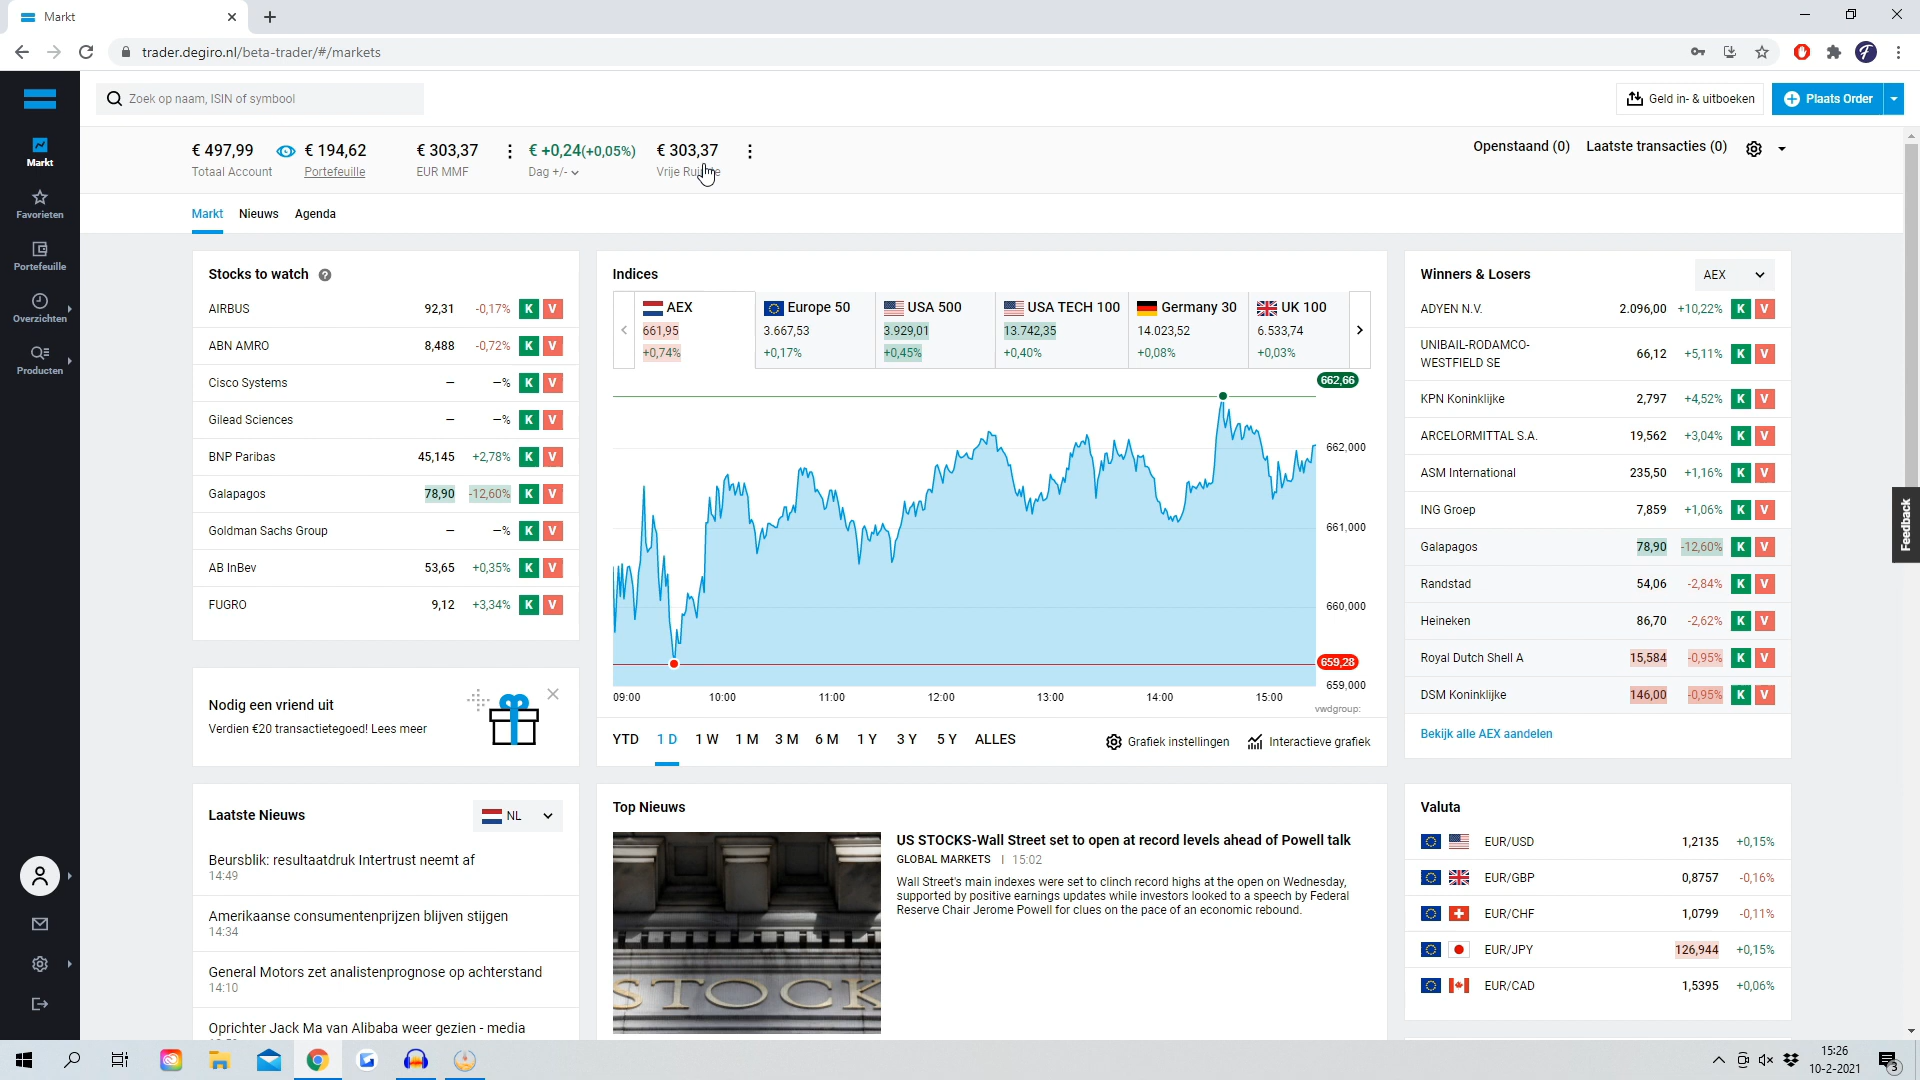 Markt
trader.degiro.nl/beta-trader/#/markets
Zoek op naam, ISIN of symbool
Geld in- & uitboeken
Plaats Order
Markt
Favorieten
Portefeuille
Overzichten
Producten
€ 497,99
Totaal Account
€ 194,62
Portefeuille
€ 303,37
EUR MMF
€ +0,24(+0,05%)
Dag +/-
€ 303,37
Openstaand (0)
Laatste transacties (0)
Markt Nieuws Agenda
Stocks to watch ?
AIRBUS 92,31 -0,17% K V
ABN AMRO 8,488 -0,72% K V
Cisco Systems – –% K V
Gilead Sciences – –% K V
BNP Paribas 45,145 +2,78% K V
Galapagos 78,90 -12,60% K V
Goldman Sachs Group – –% K V
AB InBev 53,65 +0,35% K V
FUGRO 9,12 +3,34% K V
Nodig een vriend uit
Verdien €20 transactietegoed! Lees meer
Laatste Nieuws
NL
Beursblik: resultaatdruk Intertrust neemt af
14:49
Amerikaanse consumentenprijzen blijven stijgen
14:34
General Motors zet analistenprognose op achterstand
14:10
Oprichter Jack Ma van Alibaba weer gezien - media
Indices
AEX
661,95
+0,74%
Europe 50
3.667,53
+0,17%
USA 500
3.929,01
+0,45%
USA TECH 100
13.742,35
+0,40%
Germany 30
14.023,52
+0,08%
UK 100
6.533,74
+0,03%
662,66
662,000
661,000
660,000
659,28
659,000
09:00 10:00 11:00 12:00 13:00 14:00 15:00
vwdgroup:
YTD 1 D 1 W 1 M 3 M 6 M 1 Y 3 Y 5 Y ALLES
Grafiek instellingen
Interactieve grafiek
Top Nieuws
STOCK
US STOCKS-Wall Street set to open at record levels ahead of Powell talk
GLOBAL MARKETS | 15:02
Wall Street's main indexes were set to clinch record highs at the open on Wednesday,
supported by positive earnings updates while investors looked to a speech by Federal
Reserve Chair Jerome Powell for clues on the pace of an economic rebound.
Winners & Losers
AEX
ADYEN N.V. 2.096,00 +10,22% K V
UNIBAIL-RODAMCO-
WESTFIELD SE 66,12 +5,11% K V
KPN Koninklijke 2,797 +4,52% K V
ARCELORMITTAL S.A. 19,562 +3,04% K V
ASM International 235,50 +1,16% K V
ING Groep 7,859 +1,06% K V
Galapagos 78,90 -12,60% K V
Randstad 54,06 -2,84% K V
Heineken 86,70 -2,62% K V
Royal Dutch Shell A 15,584 -0,95% K V
DSM Koninklijke 146,00 -0,95% K V
Bekijk alle AEX aandelen
Valuta
EUR/USD 1,2135 +0,15%
EUR/GBP 0,8757 -0,16%
EUR/CHF 1,0799 -0,11%
EUR/JPY 126,944 +0,15%
EUR/CAD 1,5395 +0,06%
Feedback
15:26
10-2-2021
3